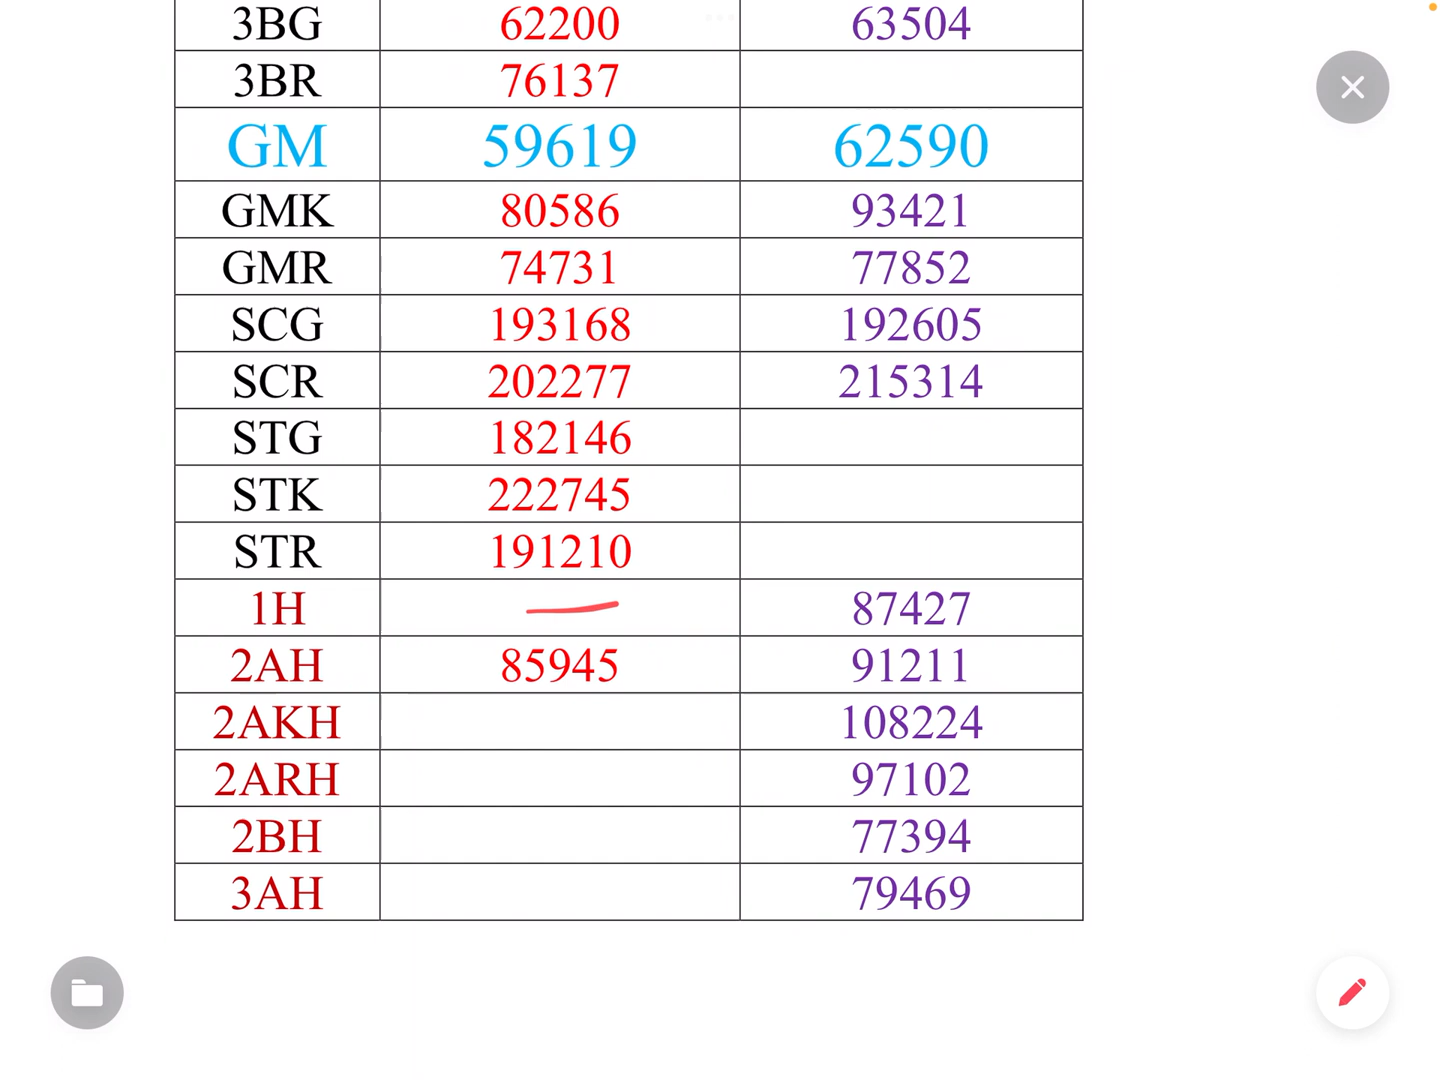 3BG 62200 63504
3BR 76137
GM 59619 62590
GMK 80586 93421
GMR 74731 77852
SCG 193168 192605
SCR 202277 215314
STG 182146
STK 222745
STR 191210
1H 87427
2AH 85945 91211
2AKH 108224
2ARH 97102
2BH 77394
3AH 79469